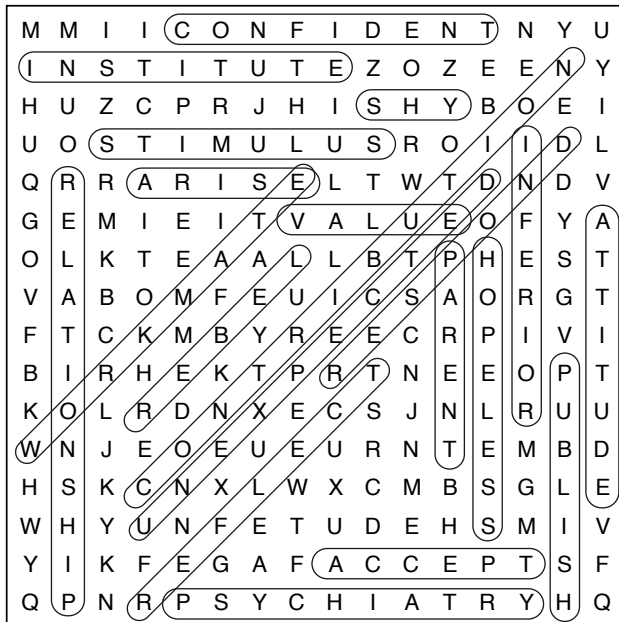 M M I I C O N F I D E N T N Y U
I N S T I T U T E Z O Z E E N Y
H U Z C P R J H I S H Y B O E I
U O S T I M U L U S R O I I D L
Q R R A R I S E L T W T D N D V
G E M I E I T V A L U E O F Y A
O L K T E A A L L B T P H E S T
V A B O M F E U I C S A O R G T
F T C K M B Y R E E C R P I V I
B I R H E K T P R T N E E O P T
K O L R D N X E C S J N L R U U
W N J E O E U E U R N T E M B D
H S K C N X L W X C M B S G L E
W H Y U N F E T U D E H S M I V
Y I K F E G A F A C C E P T S F
Q P N R P S Y C H I A T R Y H Q